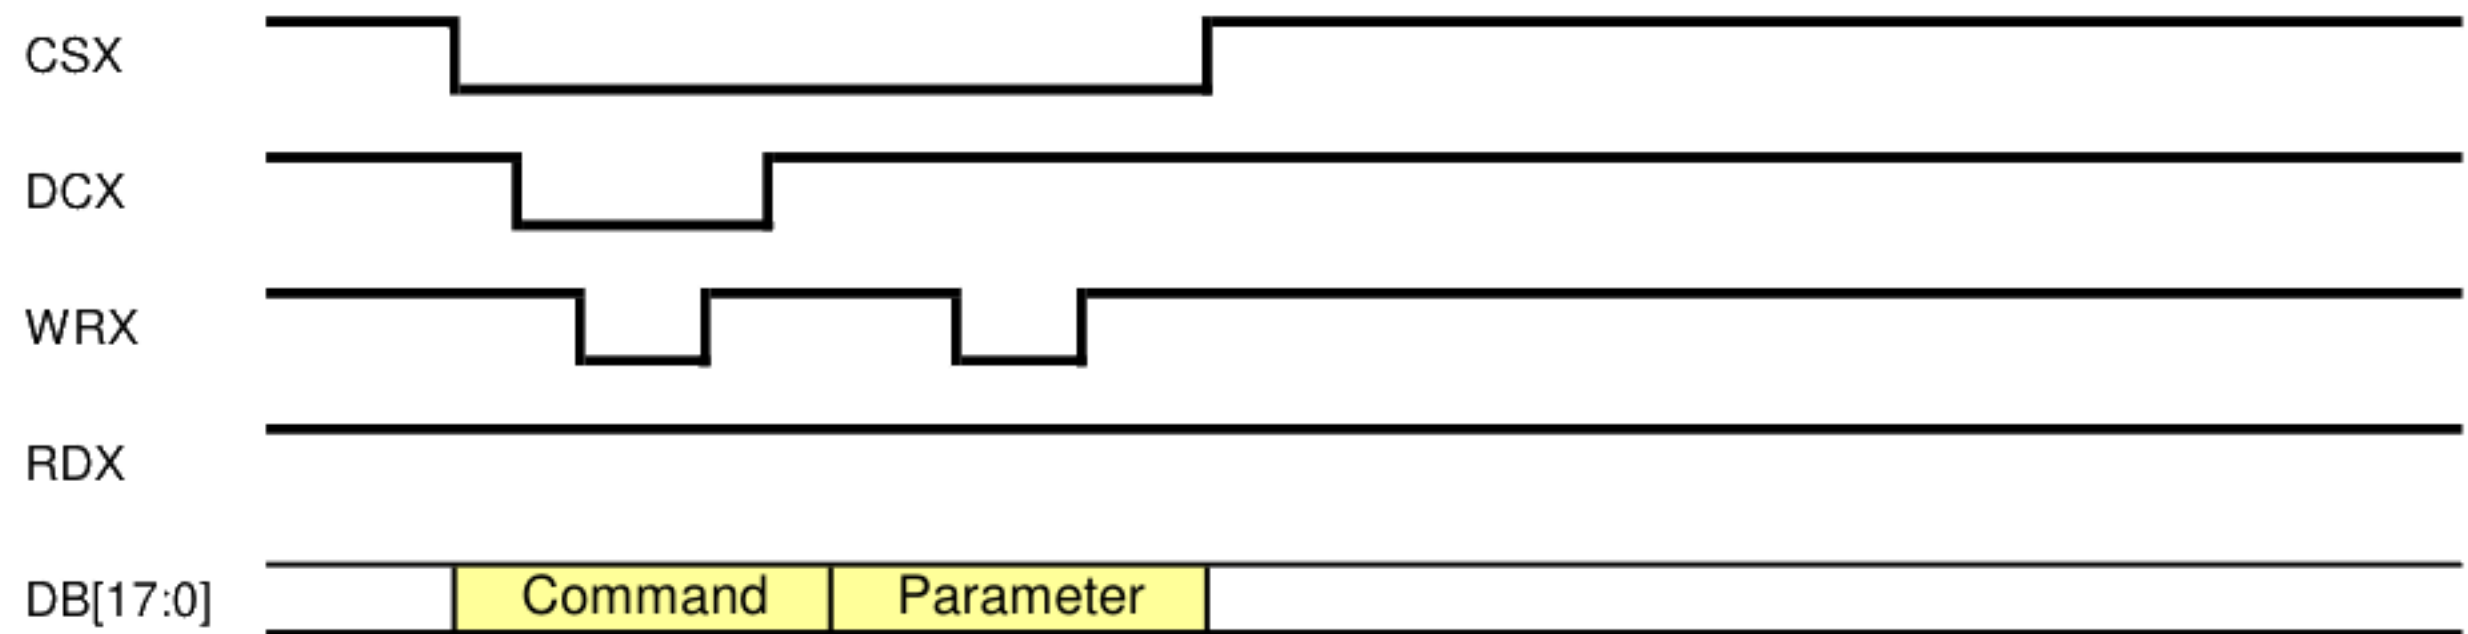 CSX
DCX
WRX
RDX
DB[17:0] Command Parameter